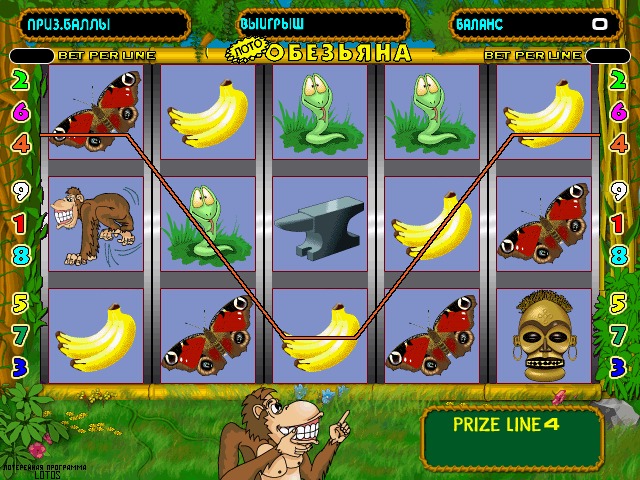 ПРИЗ.БАЛЛЫ
ВЫИГРЫШ
БАЛАНС 0
ЛОТО ОБЕЗЬЯНА
BET PER LINE
BET PER LINE
2 2
6 6
4 4
9 9
1 1
8 8
5 5
7 7
3 3
PRIZE LINE 4
ЛОТЕРЕЙНАЯ ПРОГРАММА
LOTOS